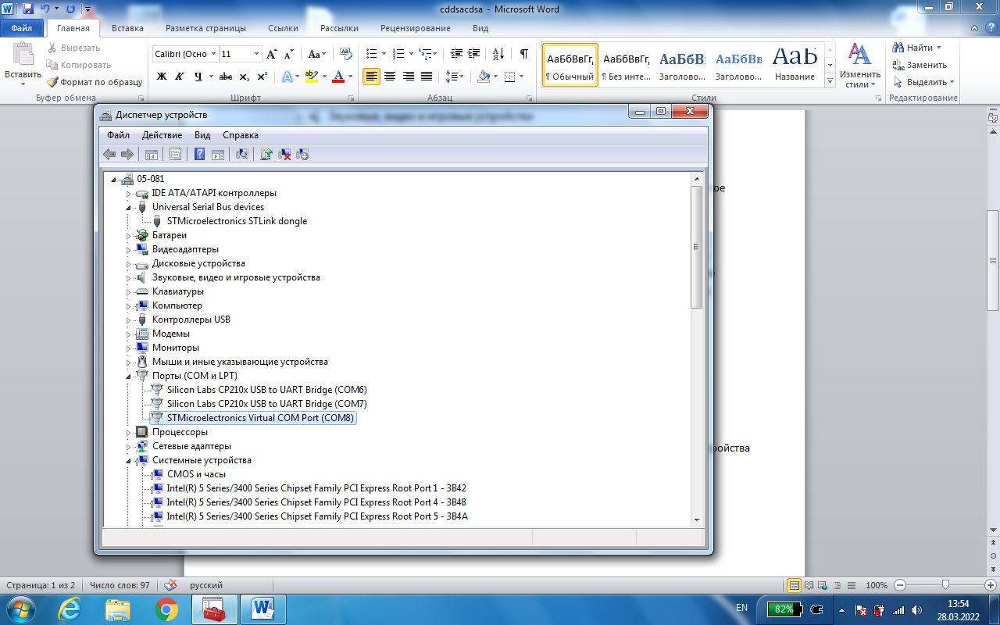 cddsacdsa - Microsoft Word
Файл Главная Вставка Разметка страницы Ссылки Рассылки Рецензирование Вид
Вставить
Вырезать
Копировать
Формат по образцу
Буфер обмена
Calibri (Осно 11
Шрифт
Абзац
АаБбВвГг, АаБбВвГг, АаБбВ: АаБбВв АаБ
¶ Обычный ¶ Без инте... Заголово... Заголово... Название
Изменить стили
Стили
Найти
Заменить
Выделить
Редактирование
Диспетчер устройств
Звуковые, видео и игровые устройства
Файл Действие Вид Справка
05-081
IDE ATA/ATAPI контроллеры
Universal Serial Bus devices
STMicroelectronics STLink dongle
Батареи
Видеоадаптеры
Дисковые устройства
Звуковые, видео и игровые устройства
Клавиатуры
Компьютер
Контроллеры USB
Модемы
Мониторы
Мыши и иные указывающие устройства
Порты (COM и LPT)
Silicon Labs CP210x USB to UART Bridge (COM6)
Silicon Labs CP210x USB to UART Bridge (COM7)
STMicroelectronics Virtual COM Port (COM8)
Процессоры
Сетевые адаптеры
Системные устройства
CMOS и часы
Intel(R) 5 Series/3400 Series Chipset Family PCI Express Root Port 1 - 3B42
Intel(R) 5 Series/3400 Series Chipset Family PCI Express Root Port 4 - 3B48
Intel(R) 5 Series/3400 Series Chipset Family PCI Express Root Port 5 - 3B4A
ое
ройства
Страница: 1 из 2 Число слов: 97 русский 100%
EN 82% 13:54
28.03.2022